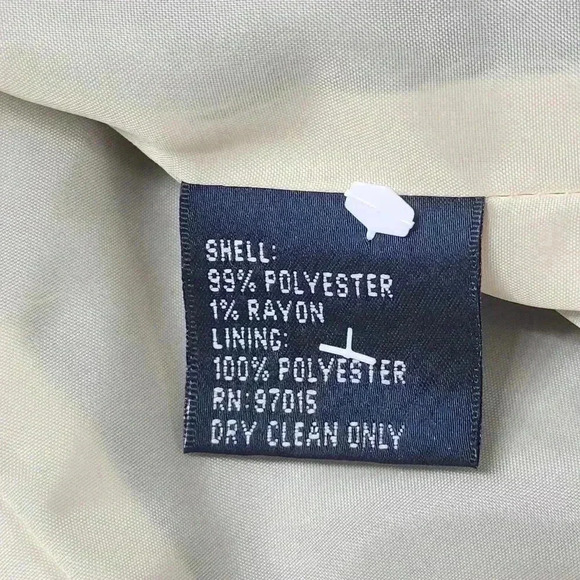 SHELL:
99% POLYESTER
1% RAYON
LINING:
100% POLYESTER
RN:97015
DRY CLEAN ONLY